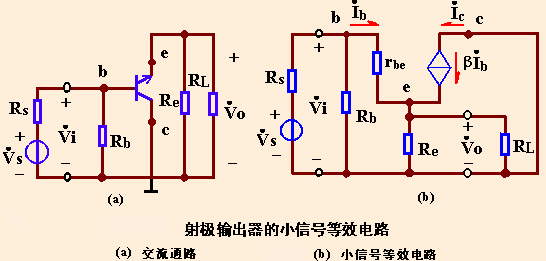 b
e
c
Rs
+
V̇s
−
+
V̇i
−
Rb
Re
RL
+
V̇o
−
(a)
b
İb
İc
c
Rs
+
V̇s
−
+
V̇i
−
Rb
rbe
βİb
e
Re
+
V̇o
−
RL
(b)
射极输出器的小信号等效电路
(a) 交流通路 (b) 小信号等效电路